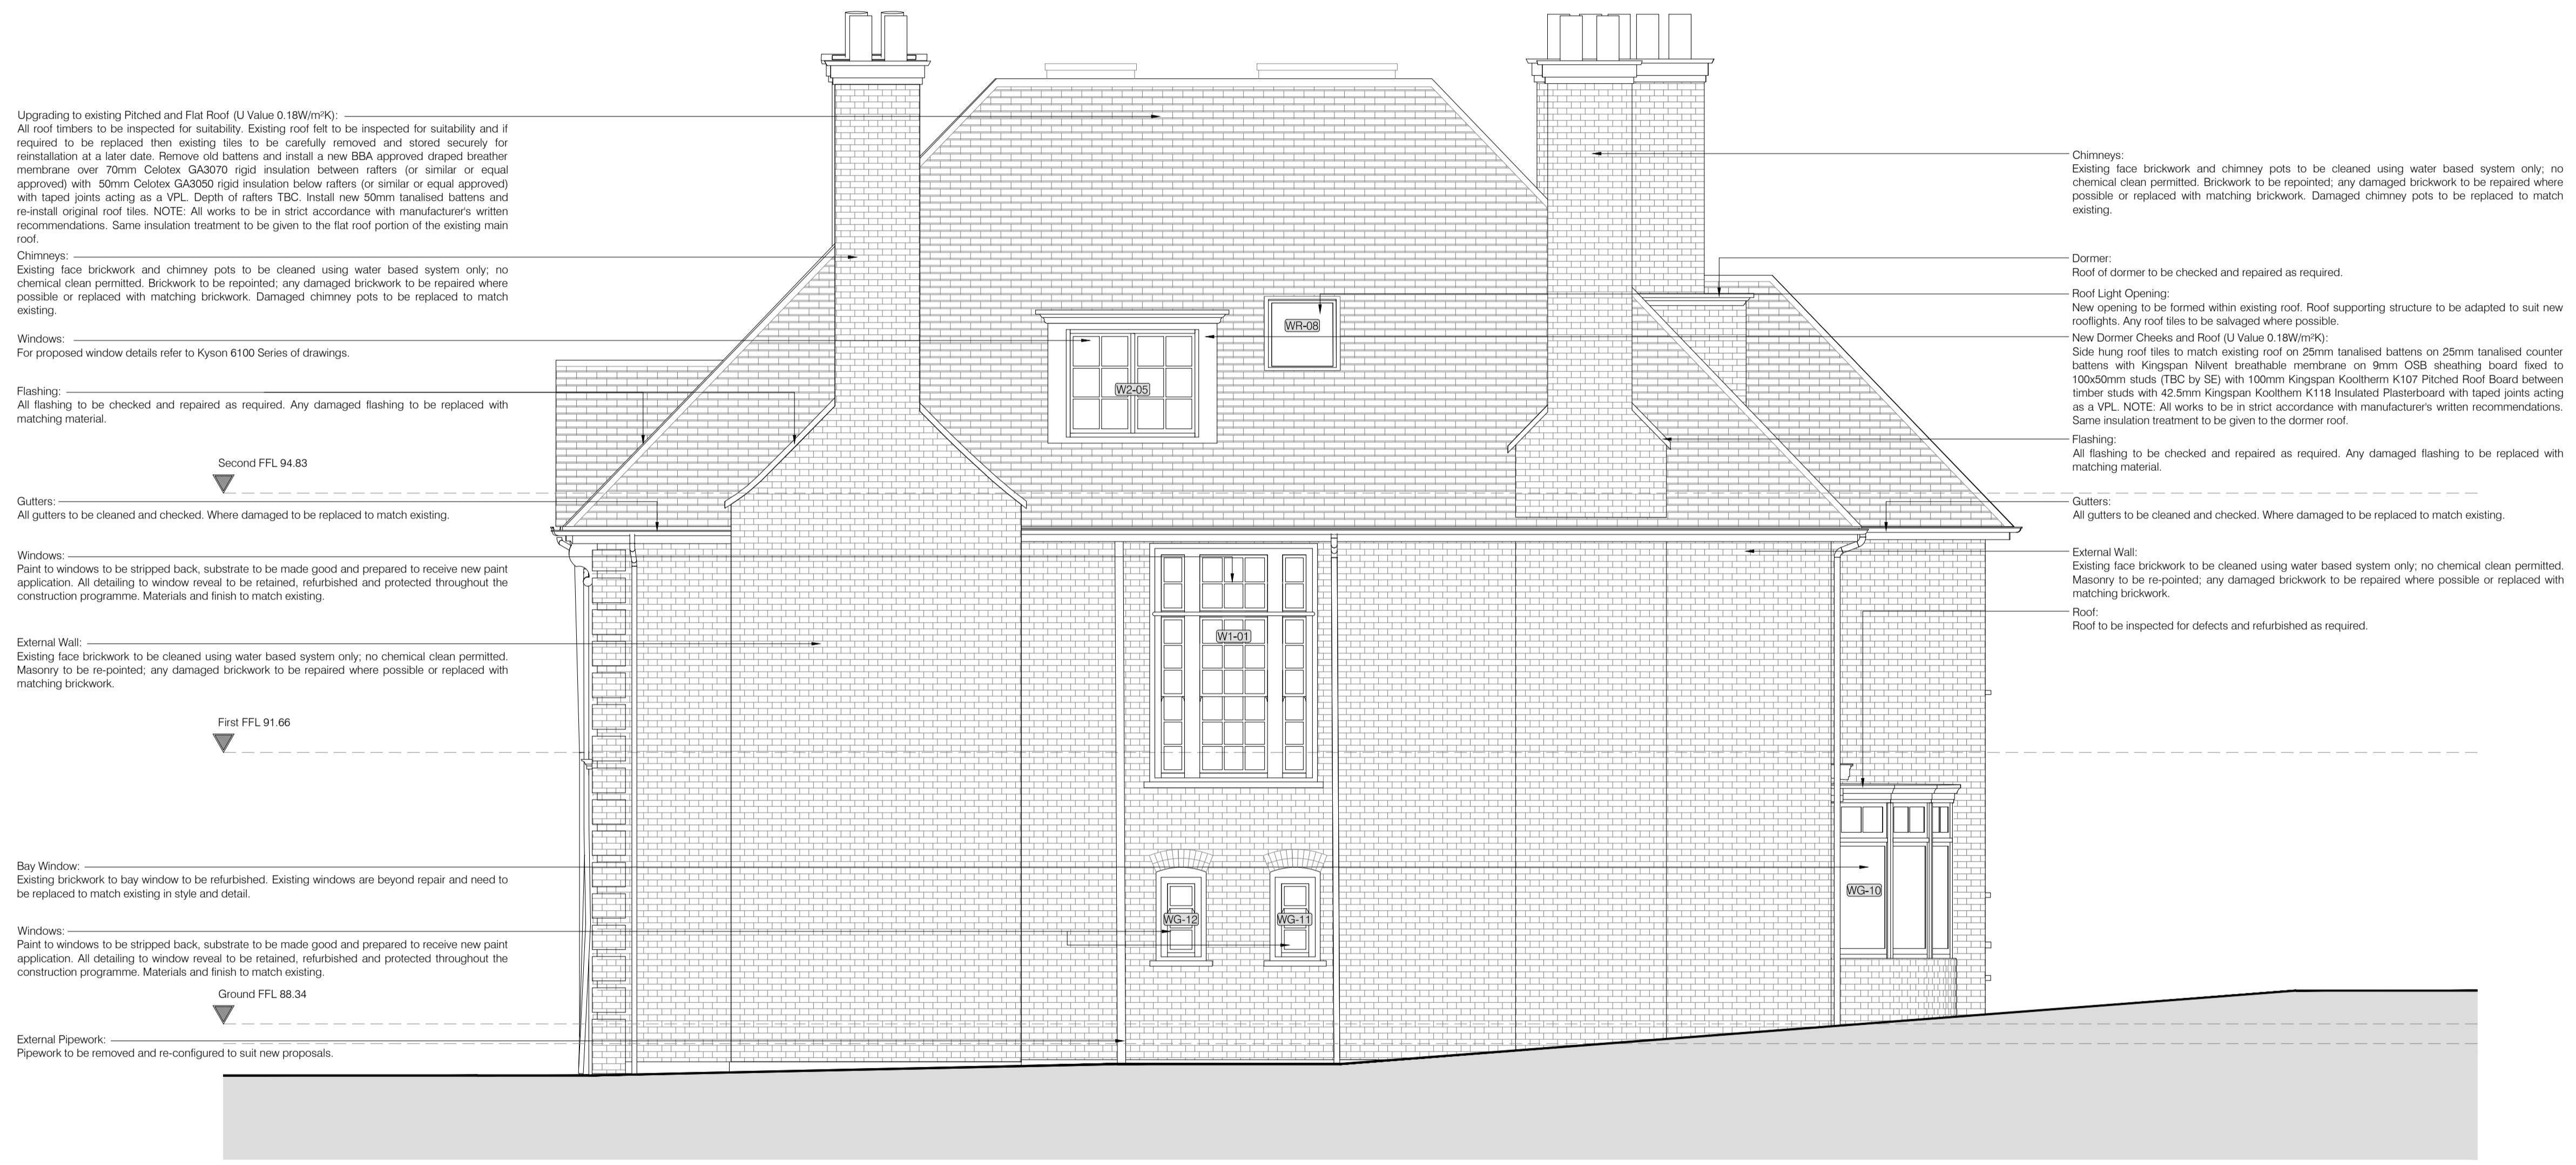 Upgrading to existing Pitched and Flat Roof (U Value 0.18W/m²K):
All roof timbers to be inspected for suitability. Existing roof felt to be inspected for suitability and if
required to be replaced then existing tiles to be carefully removed and stored securely for
reinstallation at a later date. Remove old battens and install a new BBA approved draped breather
membrane over 70mm Celotex GA3070 rigid insulation between rafters (or similar or equal
approved) with 50mm Celotex GA3050 rigid insulation below rafters (or similar or equal approved)
with taped joints acting as a VPL. Depth of rafters TBC. Install new 50mm tanalised battens and
re-install original roof tiles. NOTE: All works to be in strict accordance with manufacturer's written
recommendations. Same insulation treatment to be given to the flat roof portion of the existing main
roof.
Chimneys:
Existing face brickwork and chimney pots to be cleaned using water based system only; no
chemical clean permitted. Brickwork to be repointed; any damaged brickwork to be repaired where
possible or replaced with matching brickwork. Damaged chimney pots to be replaced to match
existing.
Windows:
For proposed window details refer to Kyson 6100 Series of drawings.
Flashing:
All flashing to be checked and repaired as required. Any damaged flashing to be replaced with
matching material.
Second FFL 94.83
Gutters:
All gutters to be cleaned and checked. Where damaged to be replaced to match existing.
Windows:
Paint to windows to be stripped back, substrate to be made good and prepared to receive new paint
application. All detailing to window reveal to be retained, refurbished and protected throughout the
construction programme. Materials and finish to match existing.
External Wall:
Existing face brickwork to be cleaned using water based system only; no chemical clean permitted.
Masonry to be re-pointed; any damaged brickwork to be repaired where possible or replaced with
matching brickwork.
First FFL 91.66
Bay Window:
Existing brickwork to bay window to be refurbished. Existing windows are beyond repair and need to
be replaced to match existing in style and detail.
Windows:
Paint to windows to be stripped back, substrate to be made good and prepared to receive new paint
application. All detailing to window reveal to be retained, refurbished and protected throughout the
construction programme. Materials and finish to match existing.
Ground FFL 88.34
External Pipework:
Pipework to be removed and re-configured to suit new proposals.
WR-08
W2-05
W1-01
WG-12
WG-11
WG-10
Chimneys:
Existing face brickwork and chimney pots to be cleaned using water based system only; no
chemical clean permitted. Brickwork to be repointed; any damaged brickwork to be repaired where
possible or replaced with matching brickwork. Damaged chimney pots to be replaced to match
existing.
Dormer:
Roof of dormer to be checked and repaired as required.
Roof Light Opening:
New opening to be formed within existing roof. Roof supporting structure to be adapted to suit new
rooflights. Any roof tiles to be salvaged where possible.
New Dormer Cheeks and Roof (U Value 0.18W/m²K):
Side hung roof tiles to match existing roof on 25mm tanalised battens on 25mm tanalised counter
battens with Kingspan Nilvent breathable membrane on 9mm OSB sheathing board fixed to
100x50mm studs (TBC by SE) with 100mm Kingspan Kooltherm K107 Pitched Roof Board between
timber studs with 42.5mm Kingspan Koolthem K118 Insulated Plasterboard with taped joints acting
as a VPL. NOTE: All works to be in strict accordance with manufacturer's written recommendations.
Same insulation treatment to be given to the dormer roof.
Flashing:
All flashing to be checked and repaired as required. Any damaged flashing to be replaced with
matching material.
Gutters:
All gutters to be cleaned and checked. Where damaged to be replaced to match existing.
External Wall:
Existing face brickwork to be cleaned using water based system only; no chemical clean permitted.
Masonry to be re-pointed; any damaged brickwork to be repaired where possible or replaced with
matching brickwork.
Roof:
Roof to be inspected for defects and refurbished as required.